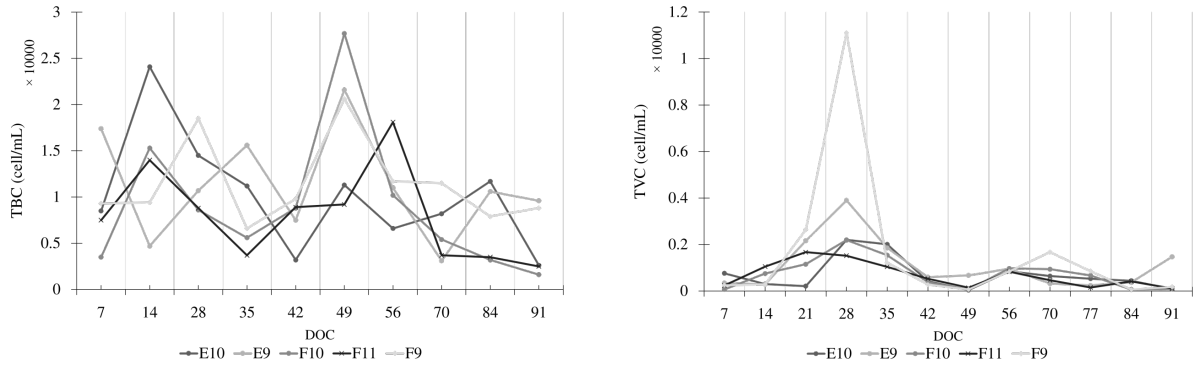 3
2.5
2
1.5
1
0.5
0
× 10000
TBC (cell/mL)
7 14 28 35 42 49 56 70 84 91
DOC
E10 E9 F10 F11 F9
1.2
1
0.8
0.6
0.4
0.2
0
× 10000
TVC (cell/mL)
7 14 21 28 35 42 49 56 70 77 84 91
DOC
E10 E9 F10 F11 F9